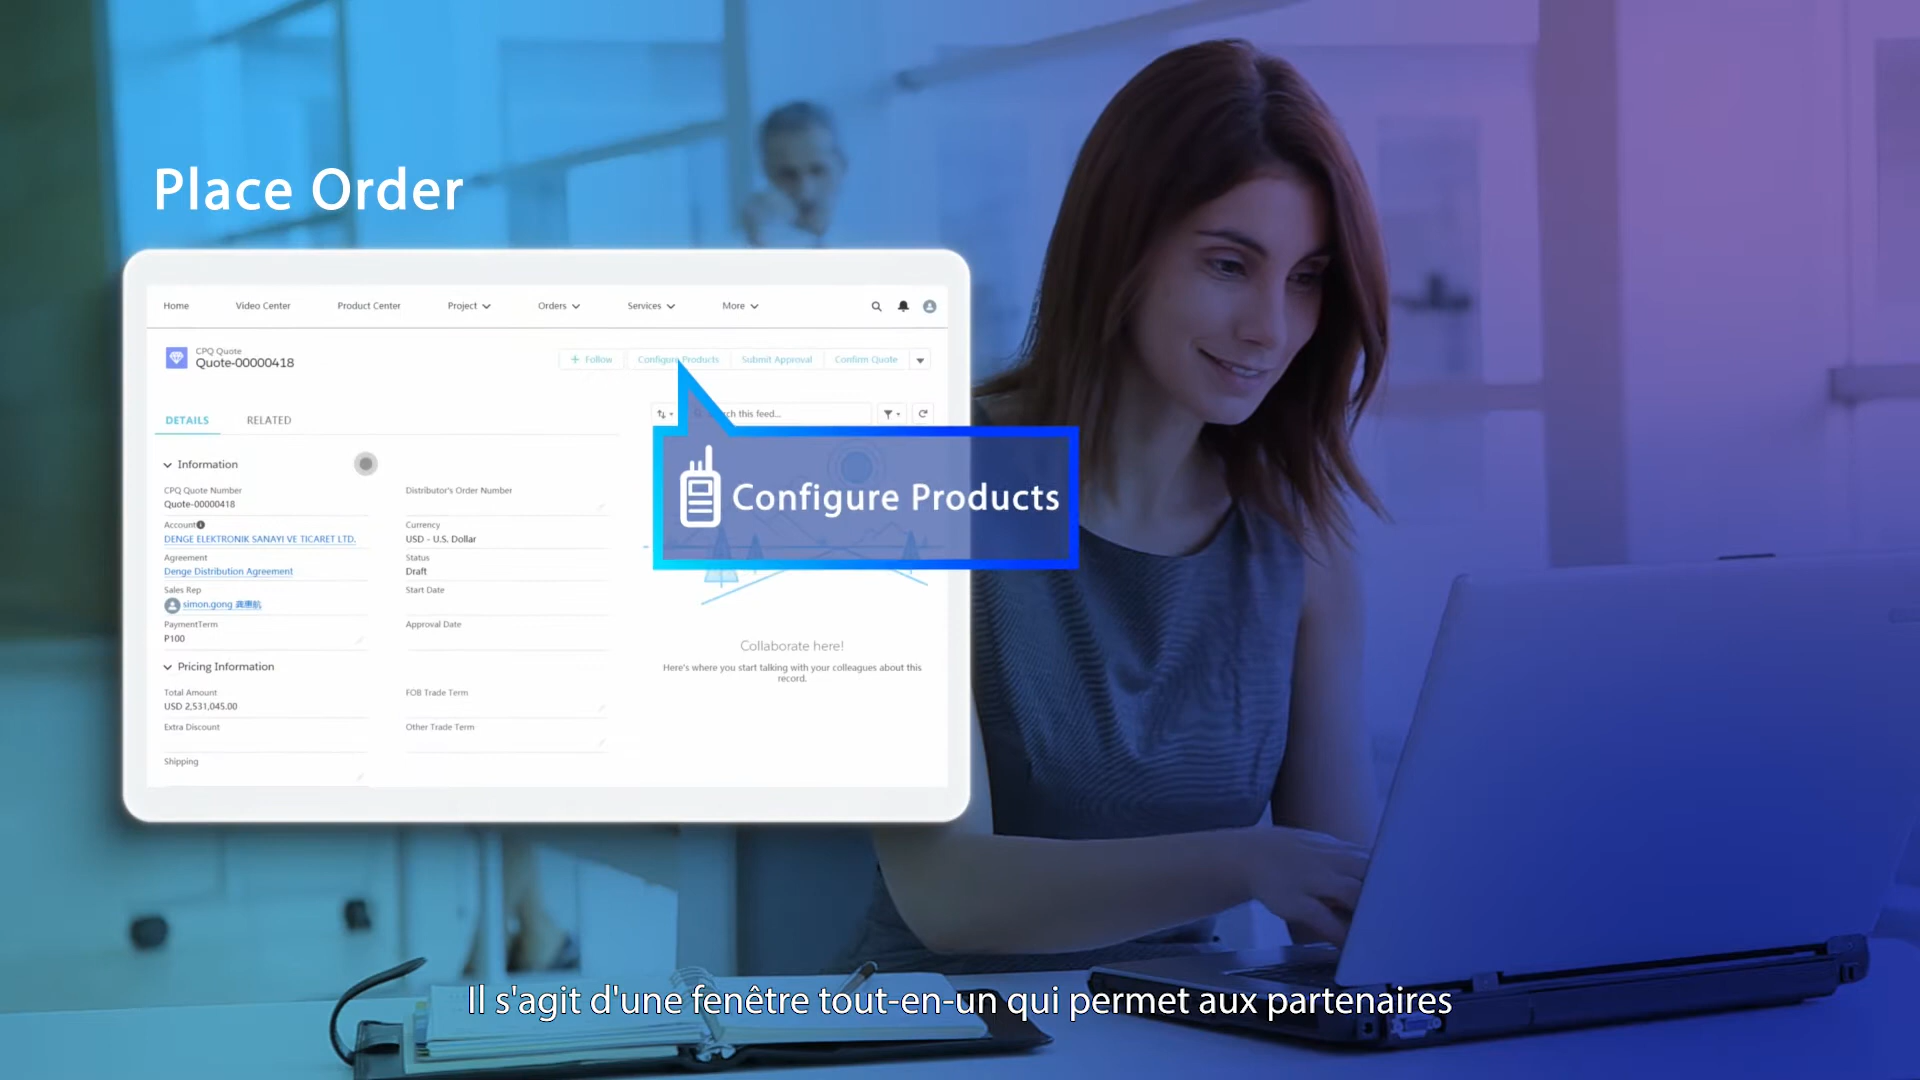 Place Order
Home Video Center Product Center Project Orders Services More
CPQ Quote
Quote-00000418
Follow Configure Products Submit Approval Confirm Quote
DETAILS RELATED
this feed...
Configure Products
Information
CPQ Quote Number
Quote-00000418
Distributor's Order Number
Account
DENGE ELEKTRONIK SANAYI VE TICARET LTD.
Currency
USD - U.S. Dollar
Agreement
Denge Distribution Agreement
Status
Draft
Sales Rep
simon.gong
Start Date
PaymentTerm
P100
Approval Date
Pricing Information
Total Amount
USD 2,531,045.00
FOB Trade Term
Extra Discount
Other Trade Term
Shipping
Collaborate here!
Here's where you start talking with your colleagues about this
record.
Il s'agit d'une fenêtre tout-en-un qui permet aux partenaires